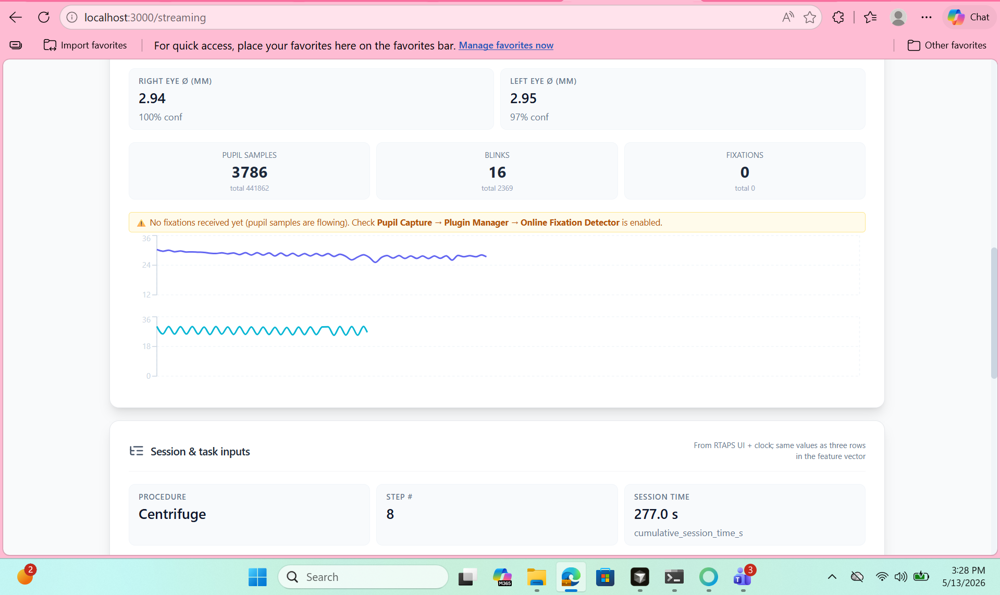 localhost:3000/streaming
Chat
Import favorites
For quick access, place your favorites here on the favorites bar. Manage favorites now
Other favorites
RIGHT EYE Ø (MM)
2.94
100% conf
LEFT EYE Ø (MM)
2.95
97% conf
PUPIL SAMPLES
3786
total 441862
BLINKS
16
total 2369
FIXATIONS
0
total 0
No fixations received yet (pupil samples are flowing). Check Pupil Capture → Plugin Manager → Online Fixation Detector is enabled.
36
24
12
36
18
0
Session & task inputs
From RTAPS UI + clock; same values as three rows
in the feature vector
PROCEDURE
Centrifuge
STEP #
8
SESSION TIME
277.0 s
cumulative_session_time_s
2
Search
M365
T
3
3:28 PM
5/13/2026